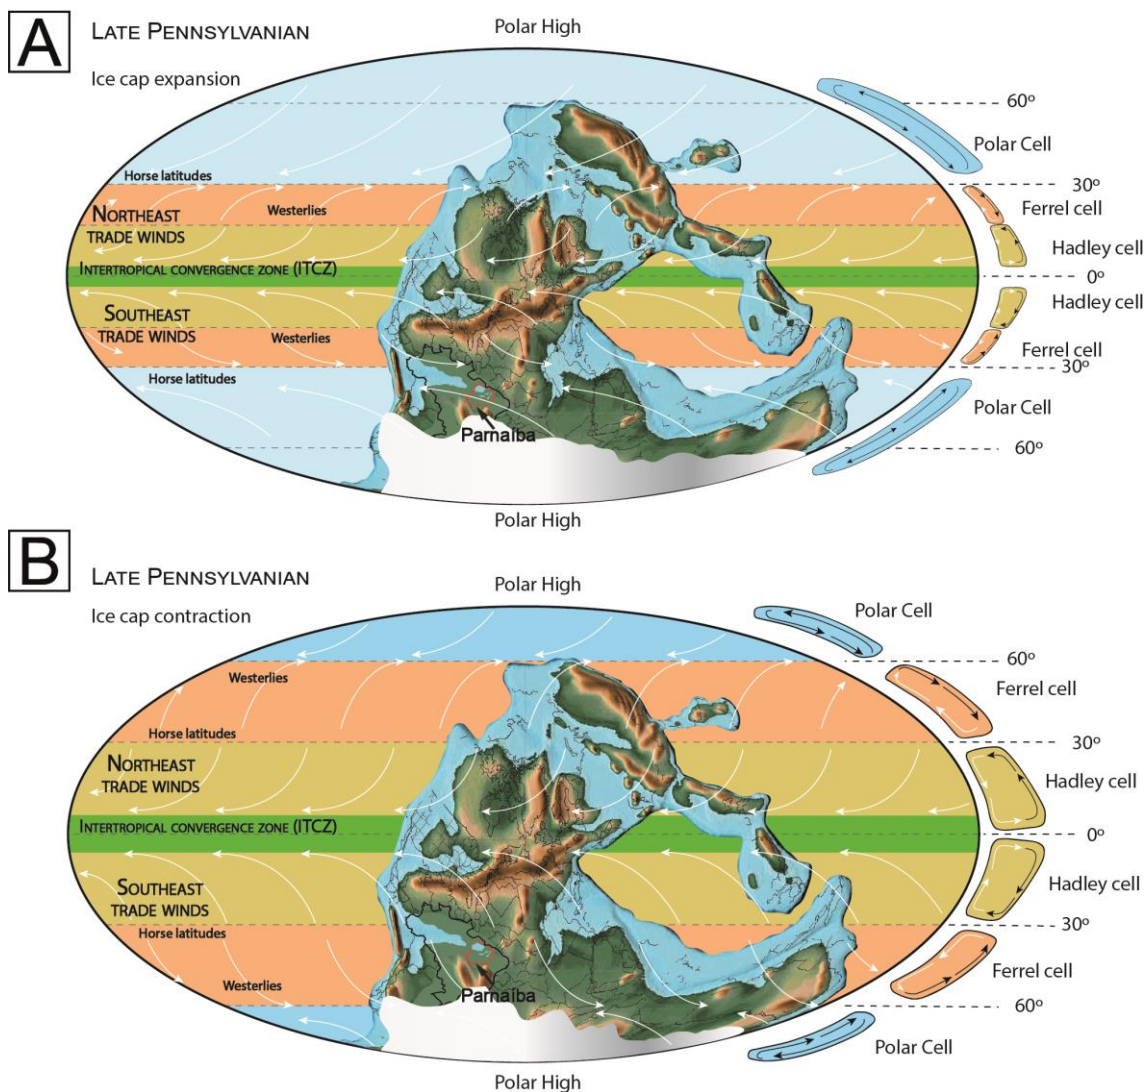 A
LATE PENNSYLVANIAN
Polar High
Ice cap expansion
60º
Polar Cell
Horse latitudes
30º
Westerlies
Ferrel cell
NORTHEAST
TRADE WINDS
Hadley cell
INTERTROPICAL CONVERGENCE ZONE (ITCZ)
0º
SOUTHEAST
TRADE WINDS
Hadley cell
Westerlies
Ferrel cell
30º
Horse latitudes
Polar Cell
Parnaíba
60º
Polar High
B
LATE PENNSYLVANIAN
Polar High
Ice cap contraction
Polar Cell
60º
Westerlies
Ferrel cell
Horse latitudes
30º
NORTHEAST
TRADE WINDS
Hadley cell
INTERTROPICAL CONVERGENCE ZONE (ITCZ)
0º
SOUTHEAST
TRADE WINDS
Hadley cell
Horse latitudes
30º
Westerlies
Ferrel cell
Parnaíba
60º
Polar Cell
Polar High